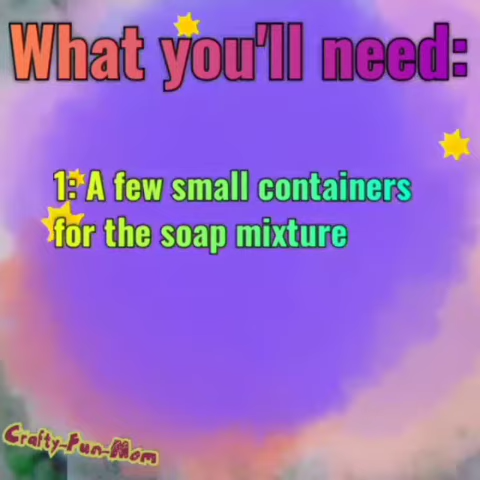 What you'll need:
1: A few small containers
for the soap mixture
Crafty-Fun-Mom